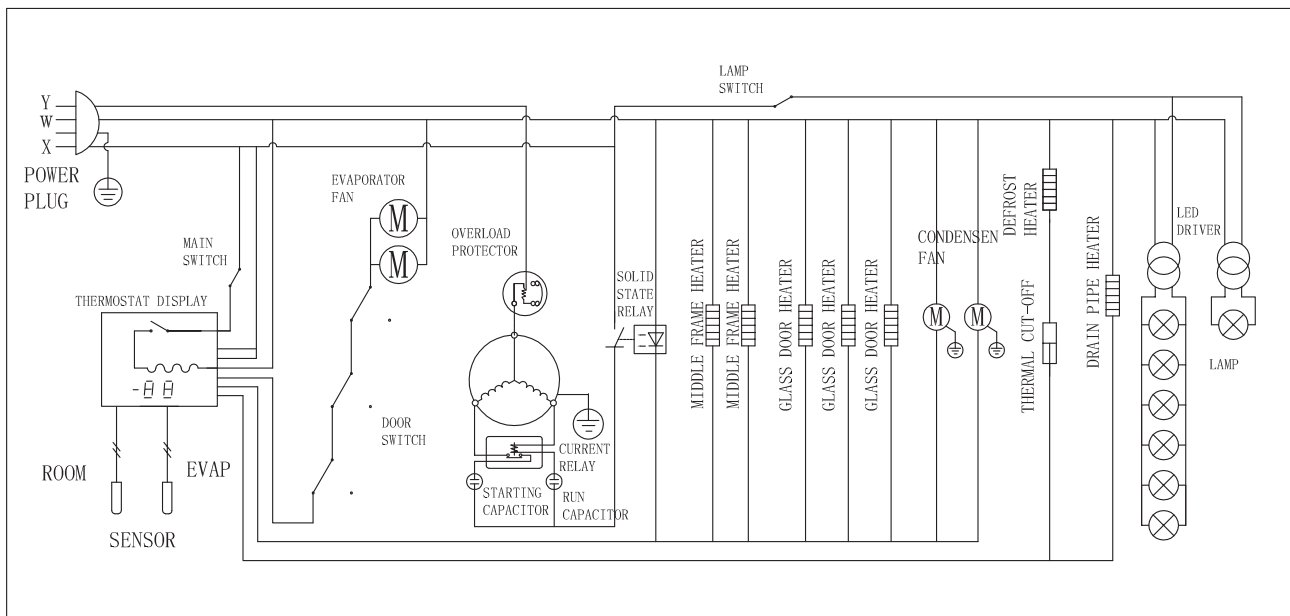 LAMP
SWITCH
Y
W
X
POWER
PLUG
EVAPORATOR
FAN
M
M
OVERLOAD
PROTECTOR
MAIN
SWITCH
THERMOSTAT DISPLAY
-88
ROOM
EVAP
SENSOR
DOOR
SWITCH
CURRENT
RELAY
STARTING
CAPACITOR
RUN
CAPACITOR
SOLID
STATE
RELAY
MIDDLE FRAME HEATER
MIDDLE FRAME HEATER
GLASS DOOR HEATER
GLASS DOOR HEATER
GLASS DOOR HEATER
CONDENSEN
FAN
M
M
DEFROST
HEATER
THERMAL CUT-OFF
DRAIN PIPE HEATER
LED
DRIVER
LAMP